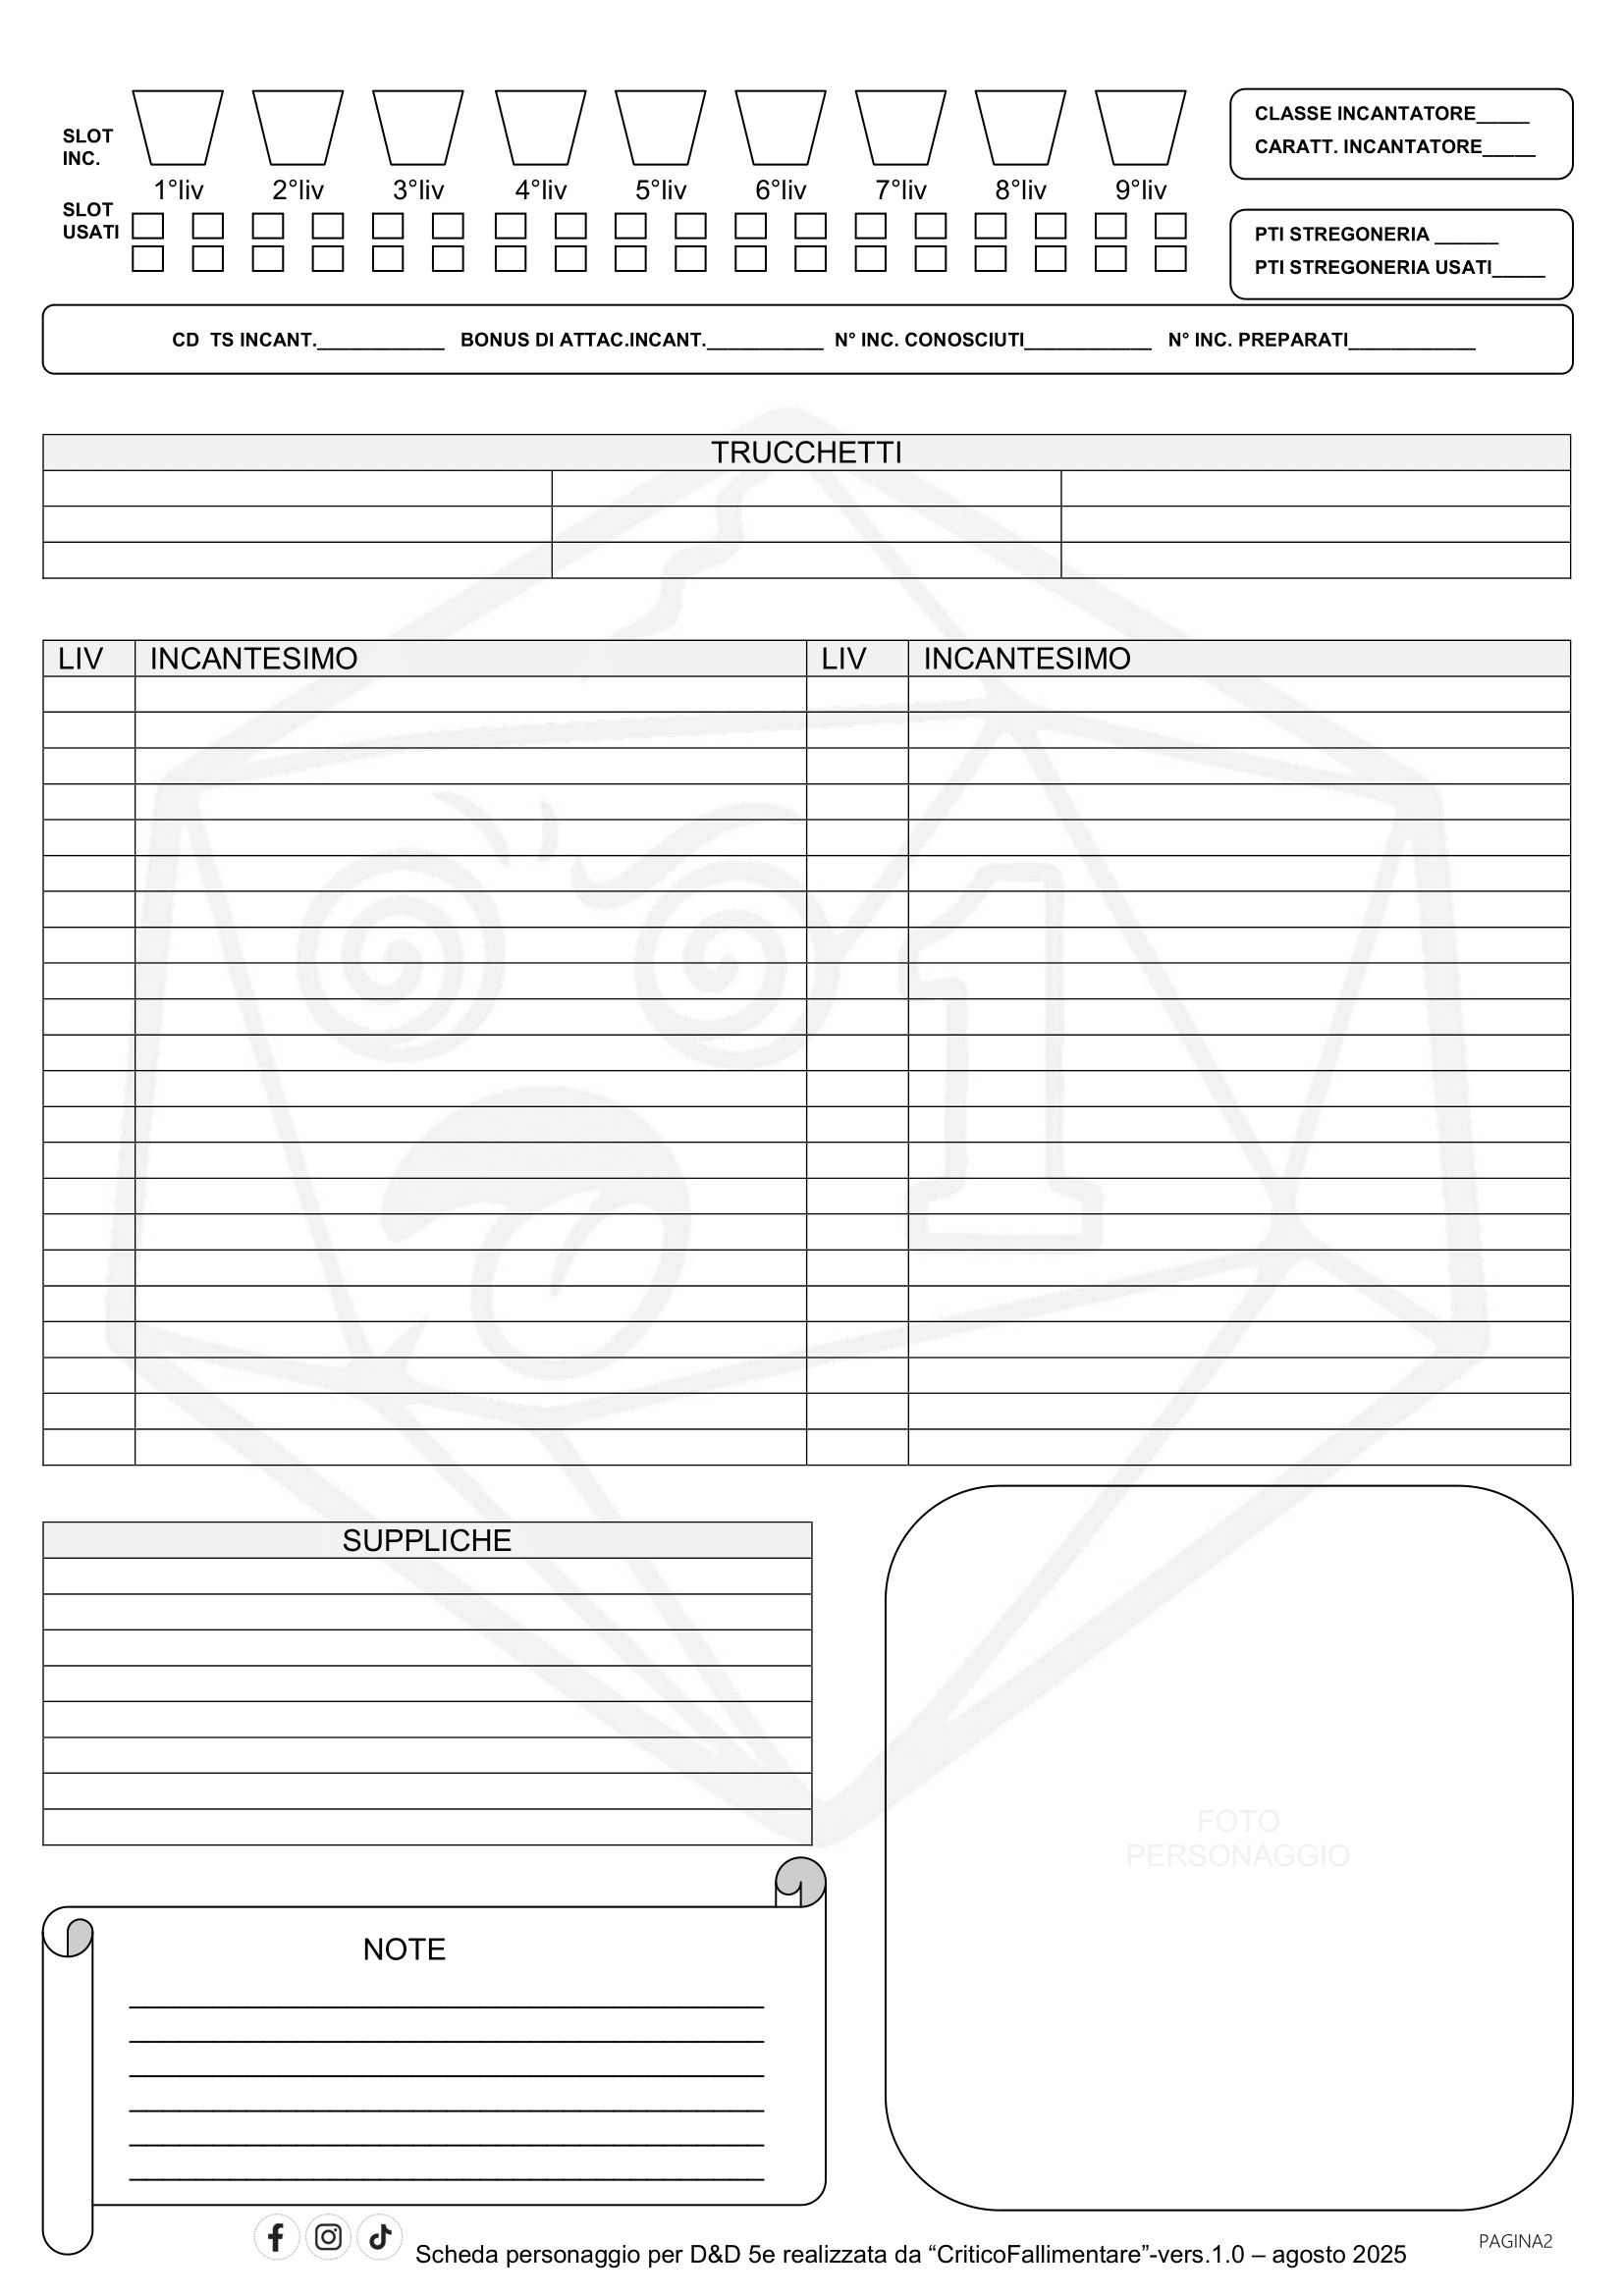 SLOT
INC.
1°liv 2°liv 3°liv 4°liv 5°liv 6°liv 7°liv 8°liv 9°liv
SLOT
USATI
CLASSE INCANTATORE_____
CARATT. INCANTATORE_____
PTI STREGONERIA ______
PTI STREGONERIA USATI_____
CD TS INCANT.____________ BONUS DI ATTAC.INCANT.___________ N° INC. CONOSCIUTI____________ N° INC. PREPARATI____________
TRUCCHETTI
LIV INCANTESIMO LIV INCANTESIMO
1
SUPPLICHE
FOTO
PERSONAGGIO
NOTE
Scheda personaggio per D&D 5e realizzata da “CriticoFallimentare”-vers.1.0 – agosto 2025
PAGINA2